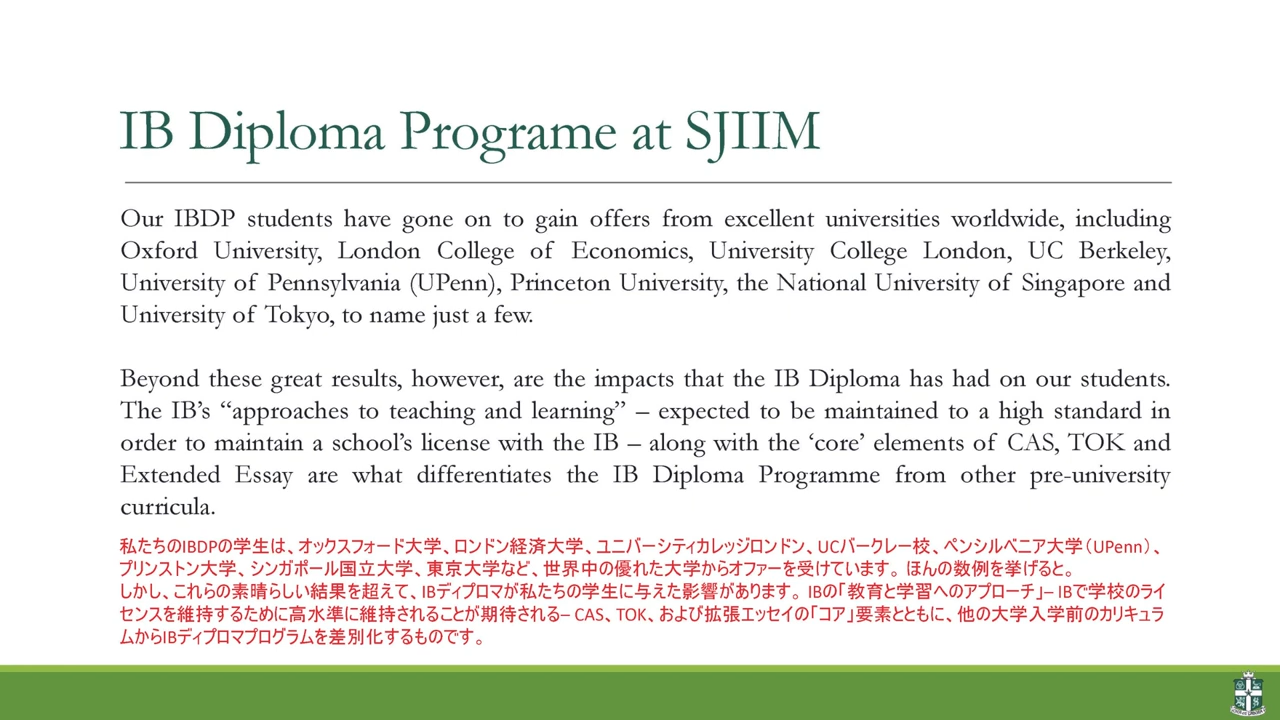 IB Diploma Programe at SJIIM
Our IBDP students have gone on to gain offers from excellent universities worldwide, including
Oxford University, London College of Economics, University College London, UC Berkeley,
University of Pennsylvania (UPenn), Princeton University, the National University of Singapore and
University of Tokyo, to name just a few.
Beyond these great results, however, are the impacts that the IB Diploma has had on our students.
The IB’s “approaches to teaching and learning” – expected to be maintained to a high standard in
order to maintain a school’s license with the IB – along with the ‘core’ elements of CAS, TOK and
Extended Essay are what differentiates the IB Diploma Programme from other pre-university
curricula.
私たちのIBDPの学生は、オックスフォード大学、ロンドン経済大学、ユニバーシティカレッジロンドン、UCバークレー校、ペンシルベニア大学（UPenn）、
プリンストン大学、シンガポール国立大学、東京大学など、世界中の優れた大学からオファーを受けています。 ほんの数例を挙げると。
しかし、これらの素晴らしい結果を超えて、IBディプロマが私たちの学生に与えた影響があります。 IBの「教育と学習へのアプローチ」– IBで学校のライ
センスを維持するために高水準に維持されることが期待される– CAS、TOK、および拡張エッセイの「コア」要素とともに、他の大学入学前のカリキュラ
ムからIBディプロマプログラムを差別化するものです。